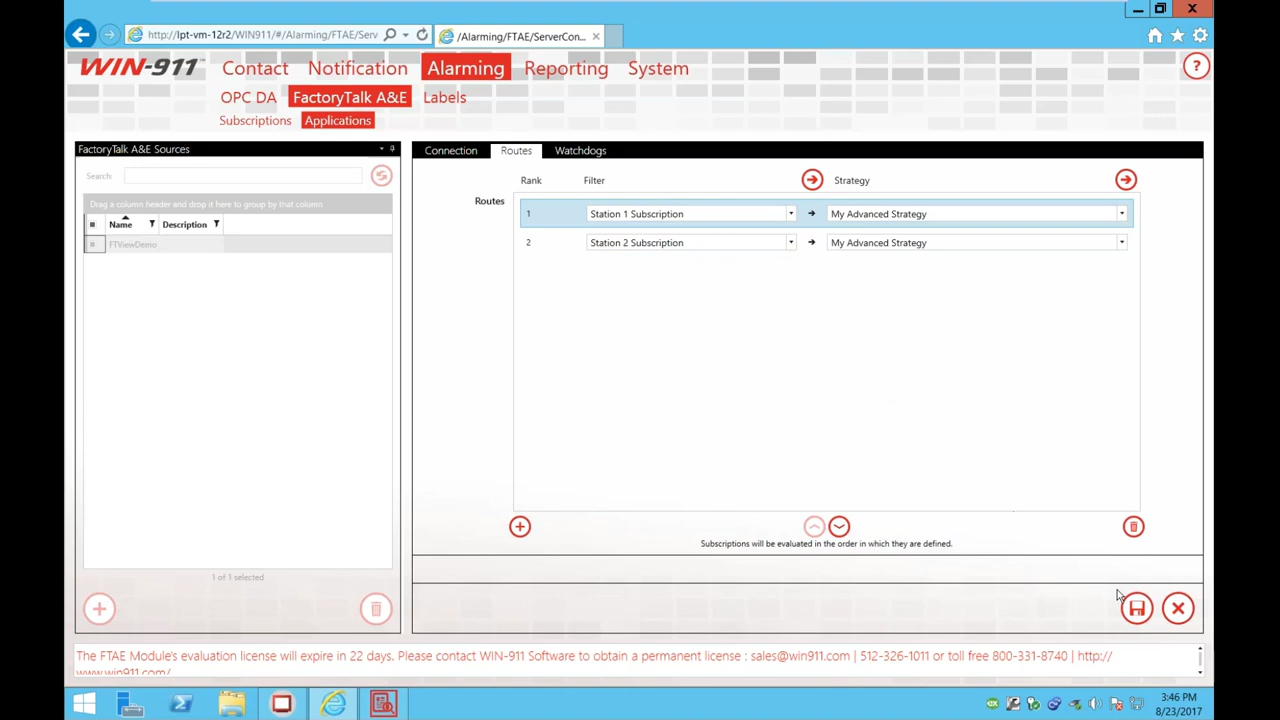 http://lpt-vm-12r2/WIN911/#/Alarming/FTAE/Serv
/Alarming/FTAE/ServerCon...
WIN-911
Contact Notification Alarming Reporting System
?
OPC DA FactoryTalk A&E Labels
Subscriptions Applications
FactoryTalk A&E Sources
Search:
Drag a column header and drop it here to group by that column
Name Description
FTViewDemo
1 of 1 selected
Connection Routes Watchdogs
Rank Filter Strategy
Routes
1 Station 1 Subscription My Advanced Strategy
2 Station 2 Subscription My Advanced Strategy
Subscriptions will be evaluated in the order in which they are defined.
The FTAE Module's evaluation license will expire in 22 days. Please contact WIN-911 Software to obtain a permanent license : sales@win911.com | 512-326-1011 or toll free 800-331-8740 | http://
www.win911.com/
3:46 PM
8/23/2017